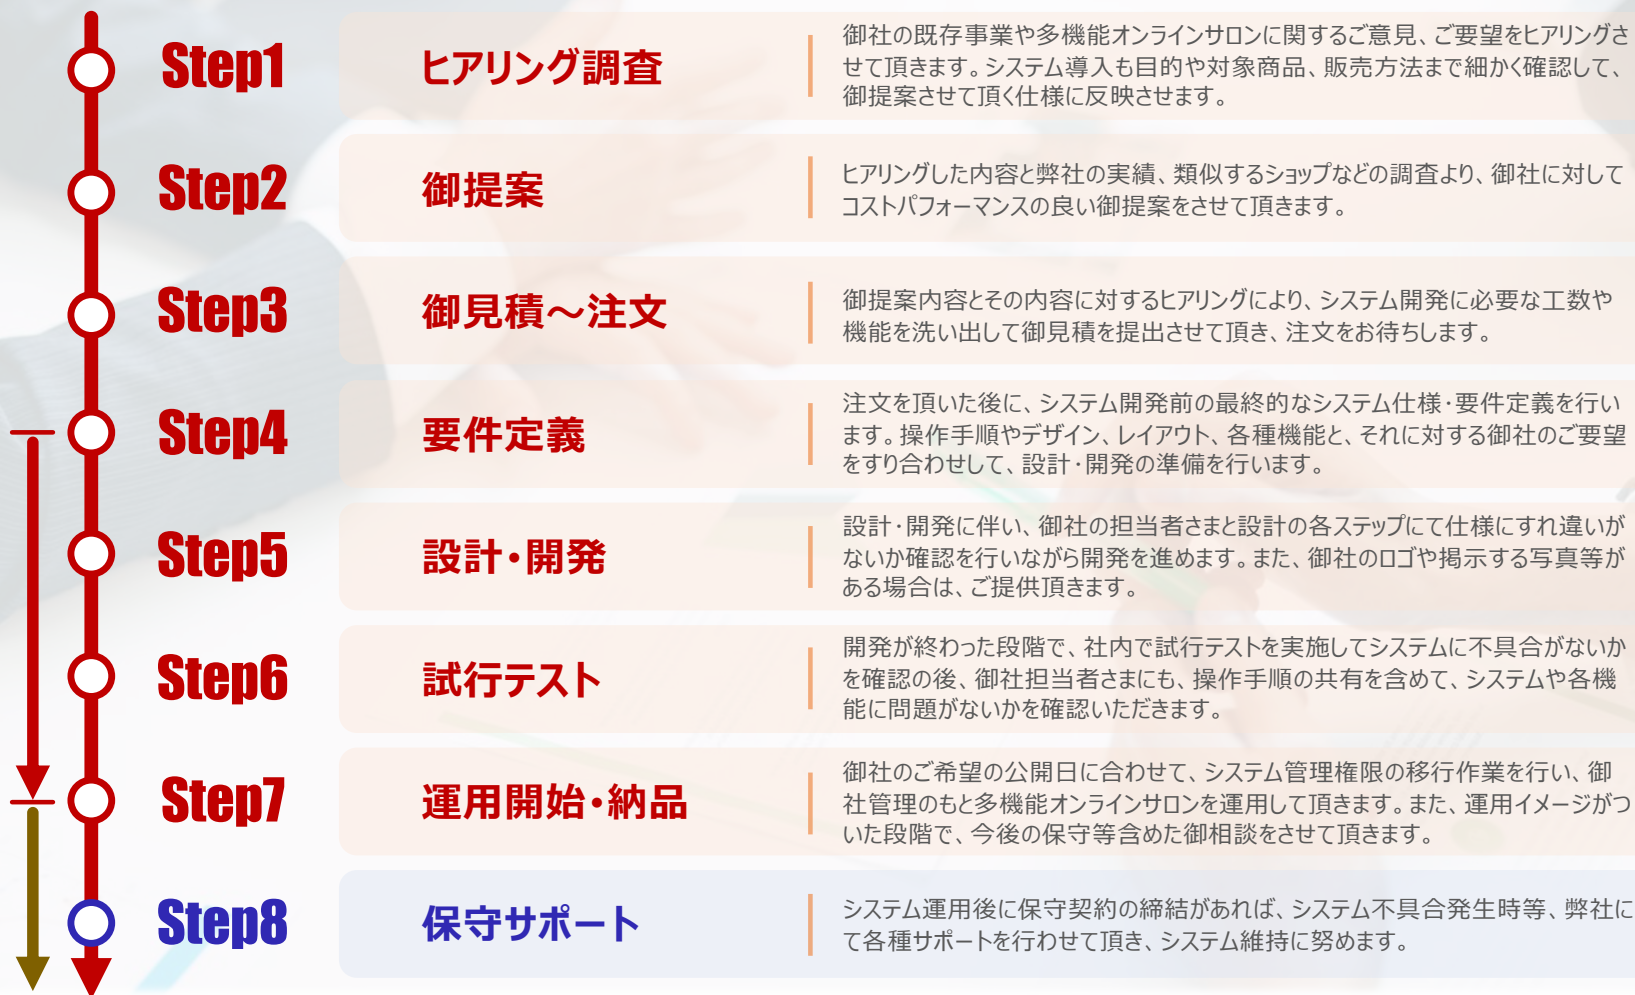 Step1
ヒアリング調査
御社の既存事業や多機能オンラインサロンに関するご意見、ご要望をヒアリングさ
せて頂きます。システム導入も目的や対象商品、販売方法まで細かく確認して、
御提案させて頂く仕様に反映させます。
Step2
御提案
ヒアリングした内容と弊社の実績、類似するショップなどの調査より、御社に対して
コストパフォーマンスの良い御提案をさせて頂きます。
Step3
御見積～注文
御提案内容とその内容に対するヒアリングにより、システム開発に必要な工数や
機能を洗い出して御見積を提出させて頂き、注文をお待ちします。
Step4
要件定義
注文を頂いた後に、システム開発前の最終的なシステム仕様・要件定義を行い
ます。操作手順やデザイン、レイアウト、各種機能と、それに対する御社のご要望
をすり合わせして、設計・開発の準備を行います。
Step5
設計・開発
設計・開発に伴い、御社の担当者さまと設計の各ステップにて仕様にすれ違いが
ないか確認を行いながら開発を進めます。また、御社のロゴや掲示する写真等が
ある場合は、ご提供頂きます。
Step6
試行テスト
開発が終わった段階で、社内で試行テストを実施してシステムに不具合がないか
を確認の後、御社担当者さまにも、操作手順の共有を含めて、システムや各機
能に問題がないかを確認いただきます。
Step7
運用開始・納品
御社のご希望の公開日に合わせて、システム管理権限の移行作業を行い、御
社管理のもと多機能オンラインサロンを運用して頂きます。また、運用イメージがつ
いた段階で、今後の保守等含めた御相談をさせて頂きます。
Step8
保守サポート
システム運用後に保守契約の締結があれば、システム不具合発生時等、弊社に
て各種サポートを行わせて頂き、システム維持に努めます。